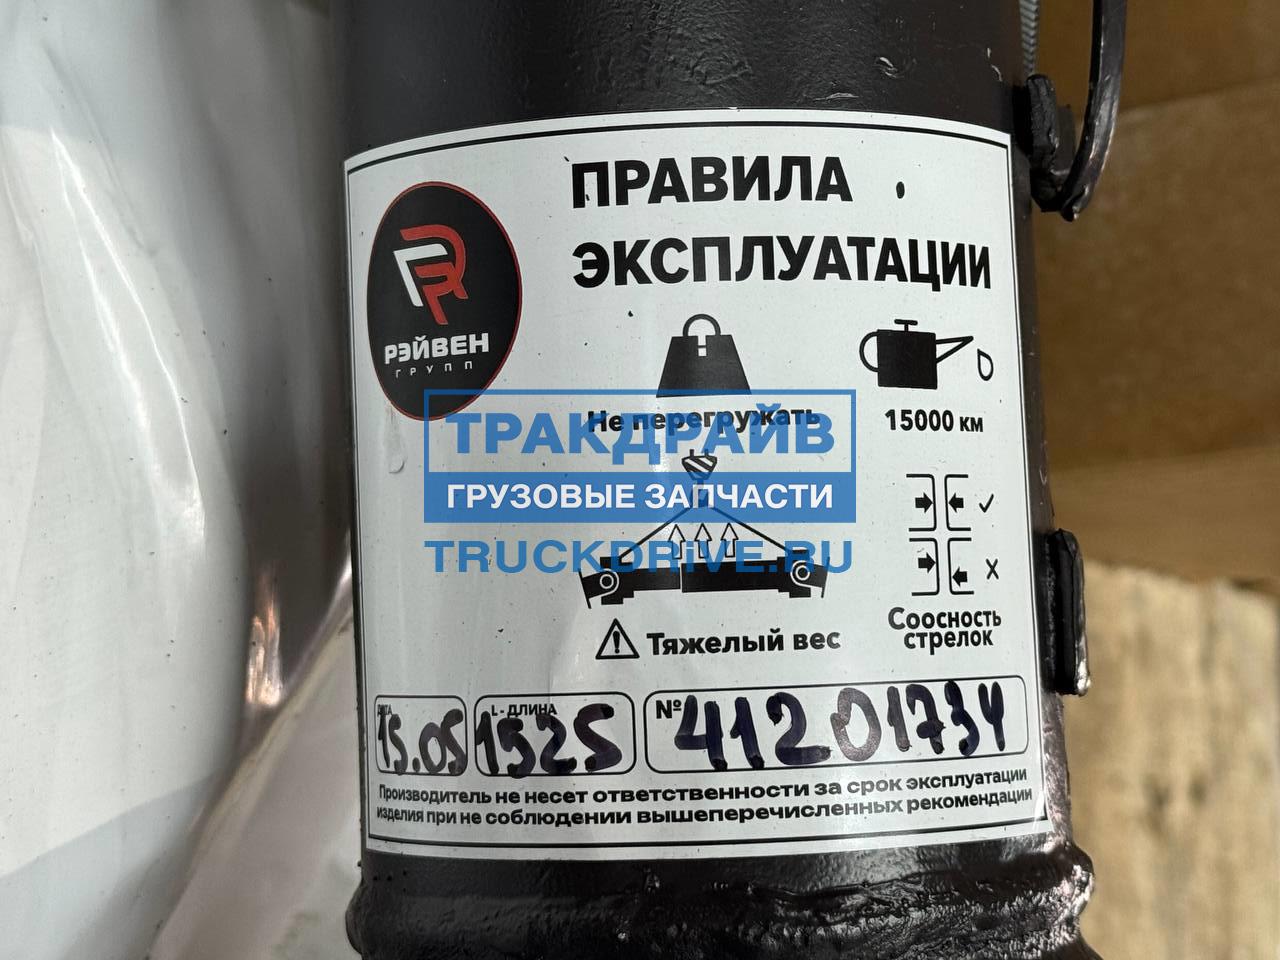 ПРАВИЛА
ЭКСПЛУАТАЦИИ
РЭЙВЕН
ГРУПП
Не перегружать
15000 км
ТРАКДРАЙВ
ГРУЗОВЫЕ ЗАПЧАСТИ
TRUCKDRiVE.RU
Соосность
стрелок
Тяжелый вес
ДАТА
15.05
L - ДЛИНА
1525
№ 41201734
Производитель не несет ответственности за срок эксплуатации
изделия при не соблюдении вышеперечисленных рекомендации